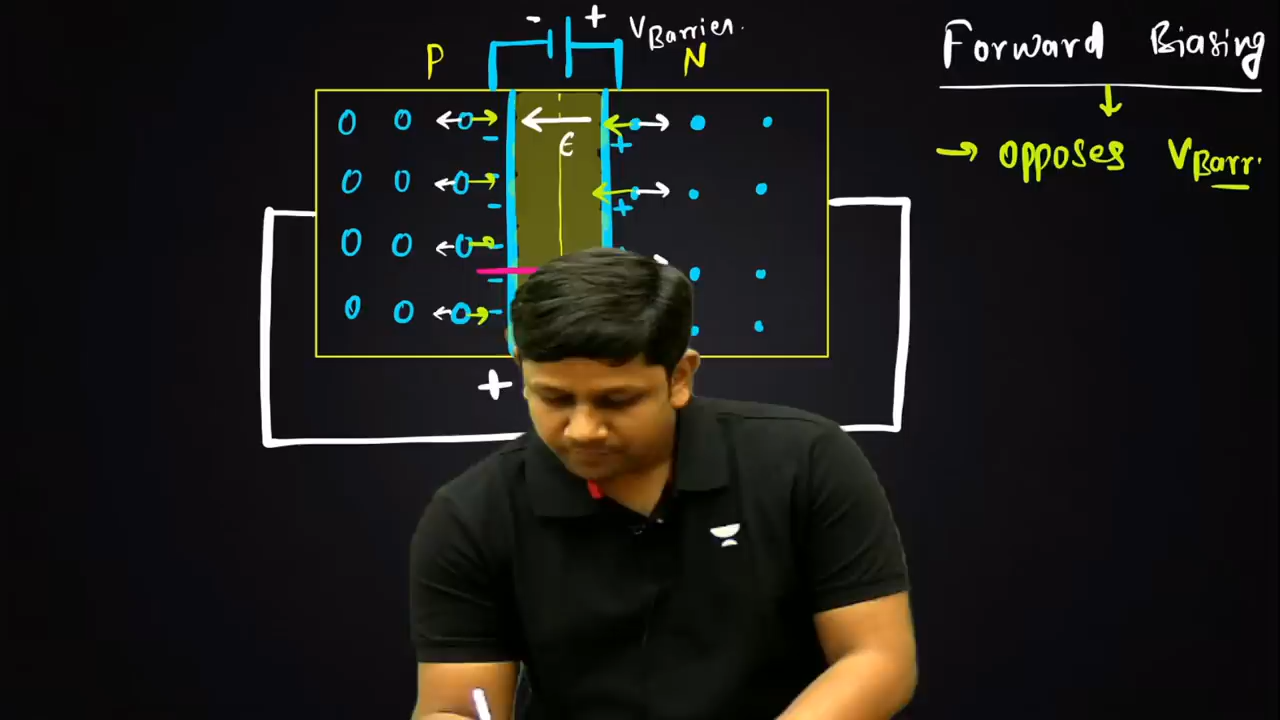 - + VBarrier.
P N
Forward Biasing
→ opposes VBarr.
E
- +
- +
-
-
+